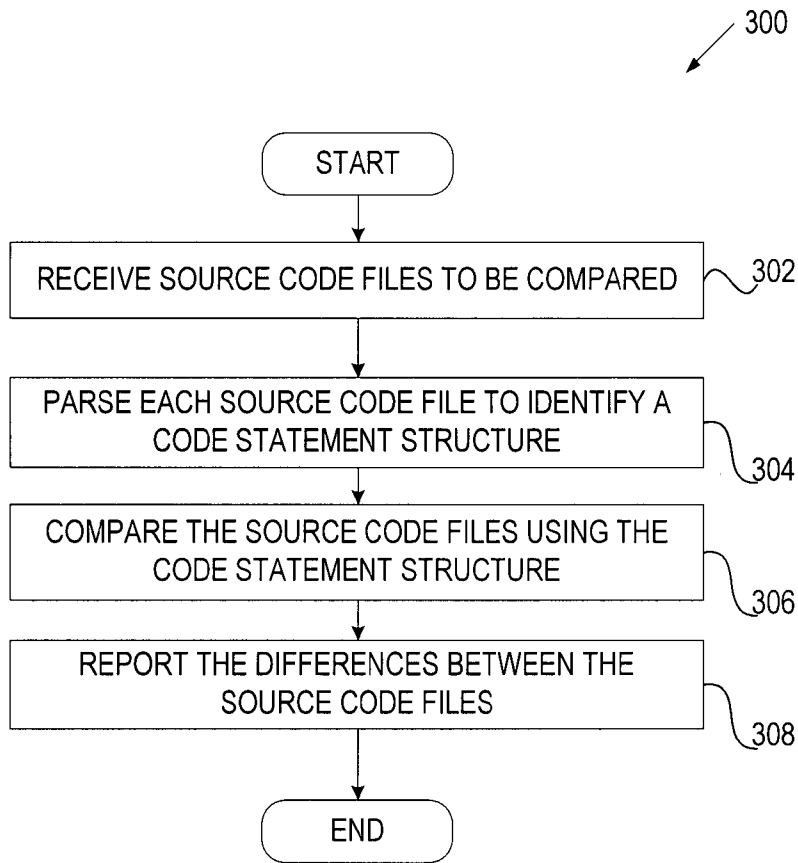 300
START
RECEIVE SOURCE CODE FILES TO BE COMPARED
302
PARSE EACH SOURCE CODE FILE TO IDENTIFY A
CODE STATEMENT STRUCTURE
304
COMPARE THE SOURCE CODE FILES USING THE
CODE STATEMENT STRUCTURE
306
REPORT THE DIFFERENCES BETWEEN THE
SOURCE CODE FILES
308
END